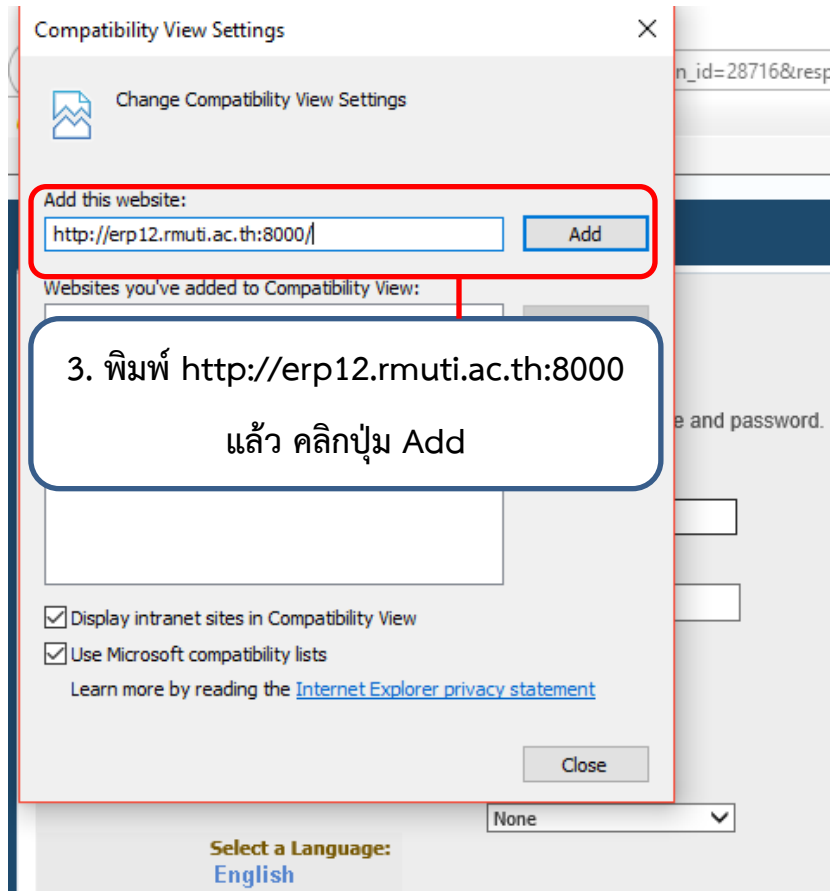 Compatibility View Settings
n_id=28716&resp
Change Compatibility View Settings
Add this website:
http://erp12.rmuti.ac.th:8000/
Add
Websites you've added to Compatibility View:
3. พิมพ์ http://erp12.rmuti.ac.th:8000
แล้ว คลิกปุ่ม Add
e and password.
Display intranet sites in Compatibility View
Use Microsoft compatibility lists
Learn more by reading the Internet Explorer privacy statement
Close
None
Select a Language:
English